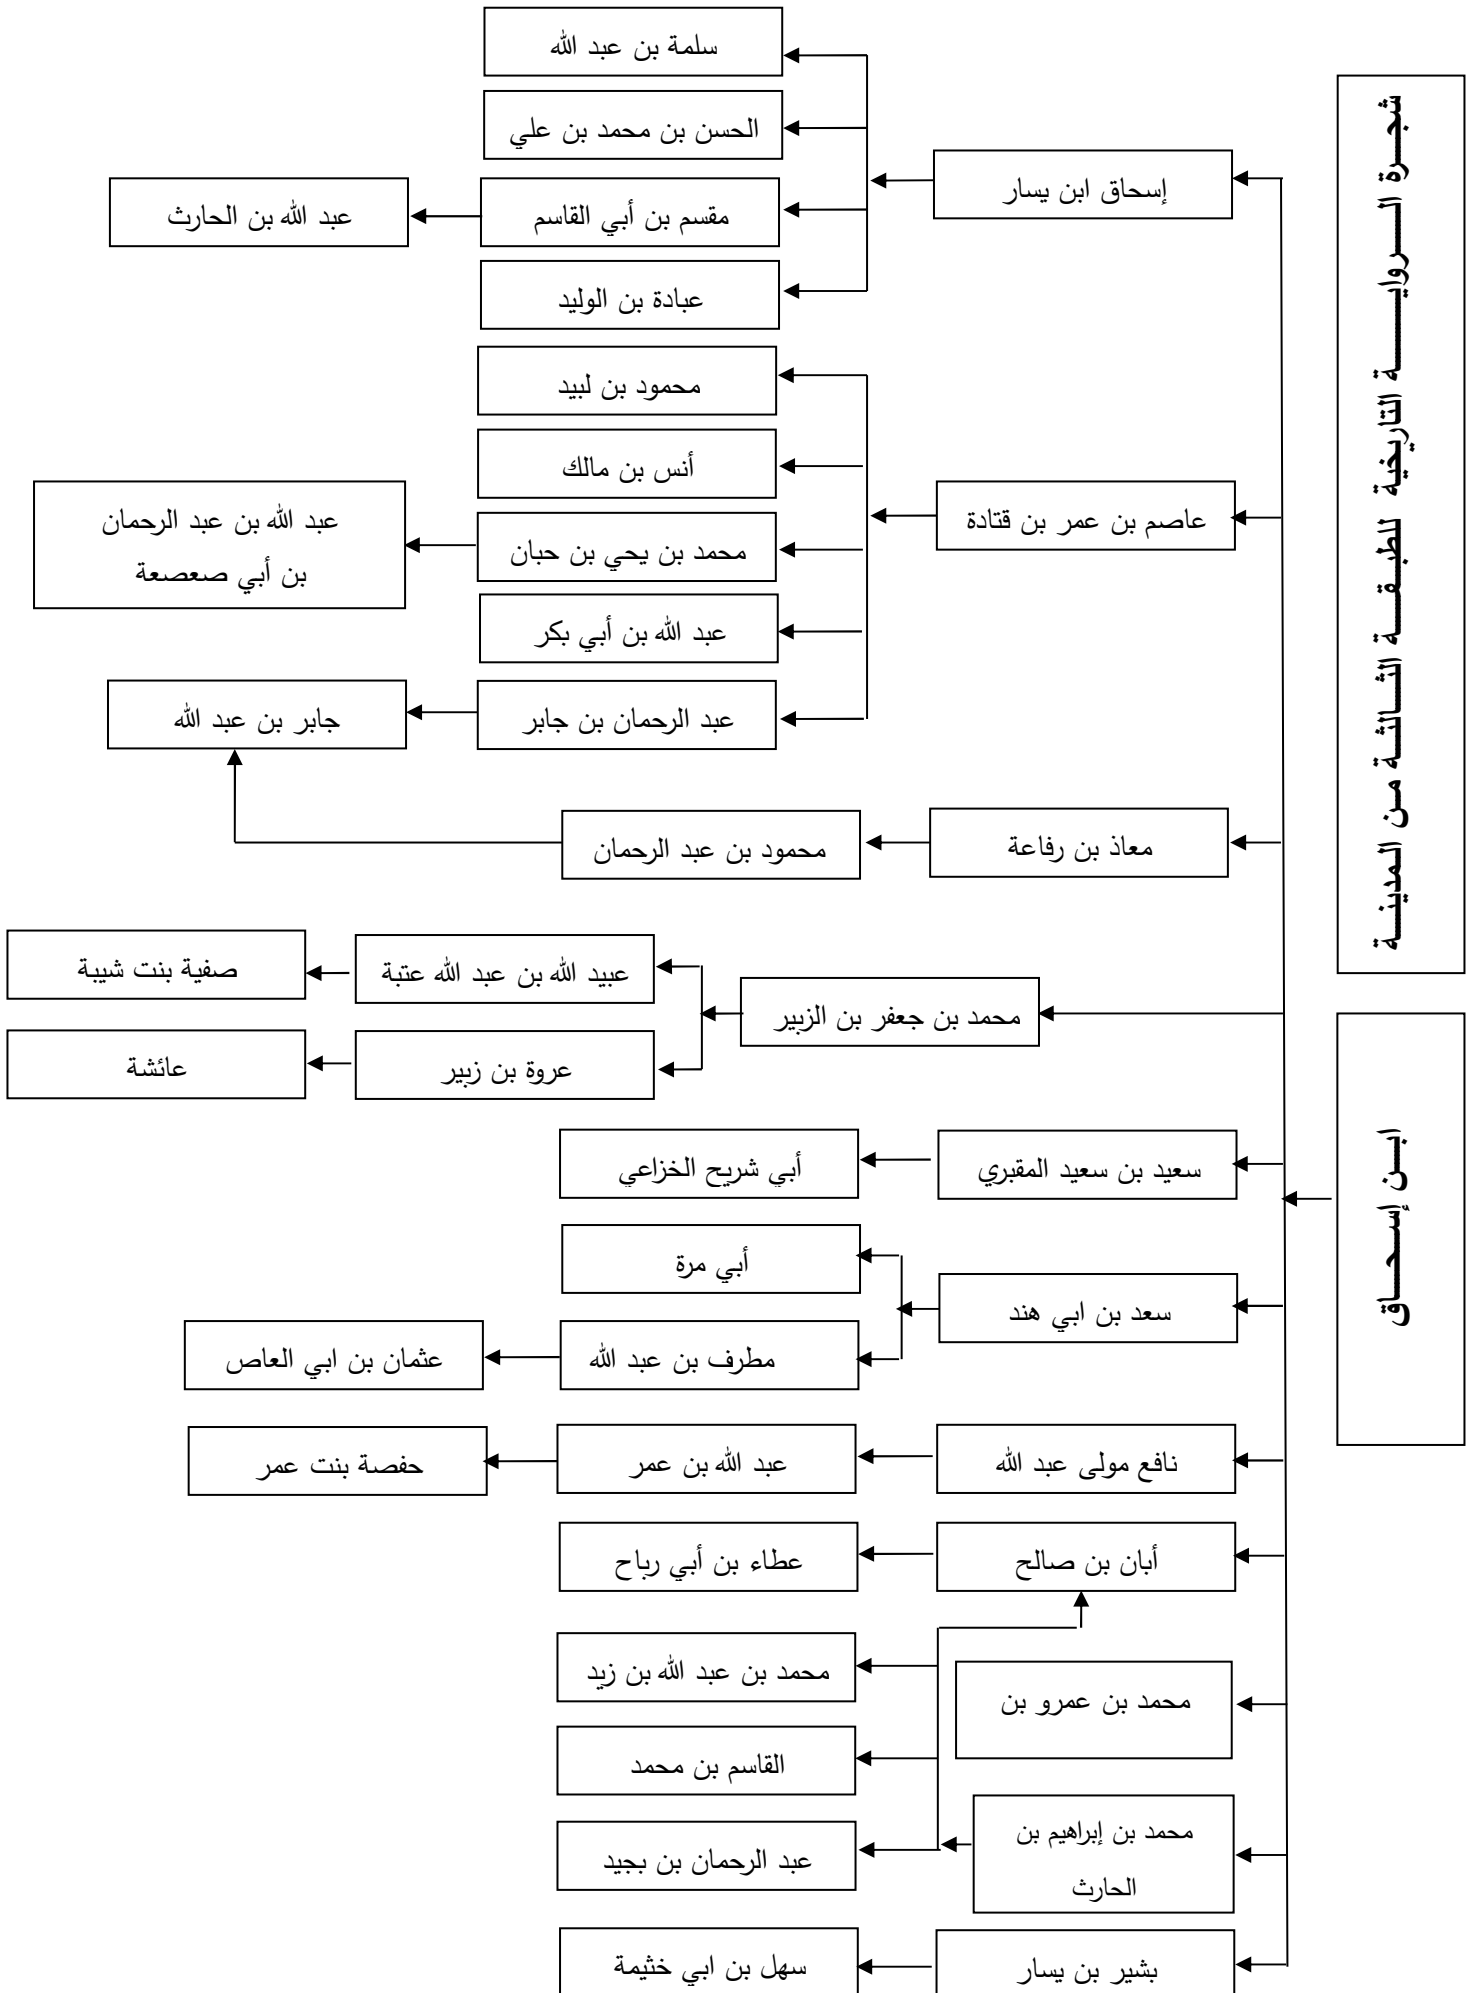 شجرة الروايـة التاريخية للطبقة الثالثة من المدينة
ابن إسحاق
إسحاق ابن يسار
سلمة بن عبد الله
الحسن بن محمد بن علي
مقسم بن أبي القاسم
عبد الله بن الحارث
عبادة بن الوليد
عاصم بن عمر بن قتادة
محمود بن لبيد
أنس بن مالك
محمد بن يحي بن حبان
عبد الله بن عبد الرحمان
بن أبي صعصعة
عبد الله بن أبي بكر
عبد الرحمان بن جابر
جابر بن عبد الله
معاذ بن رفاعة
محمود بن عبد الرحمان
محمد بن جعفر بن الزبير
عبيد الله بن عبد الله عتبة
صفية بنت شيبة
عروة بن زبير
عائشة
سعيد بن سعيد المقبري
أبي شريح الخزاعي
سعد بن ابي هند
أبي مرة
مطرف بن عبد الله
عثمان بن ابي العاص
نافع مولى عبد الله
عبد الله بن عمر
حفصة بنت عمر
أبان بن صالح
عطاء بن أبي رباح
محمد بن عمرو بن
محمد بن إبراهيم بن
الحارث
محمد بن عبد الله بن زيد
القاسم بن محمد
عبد الرحمان بن بجيد
بشير بن يسار
سهل بن ابي خثيمة